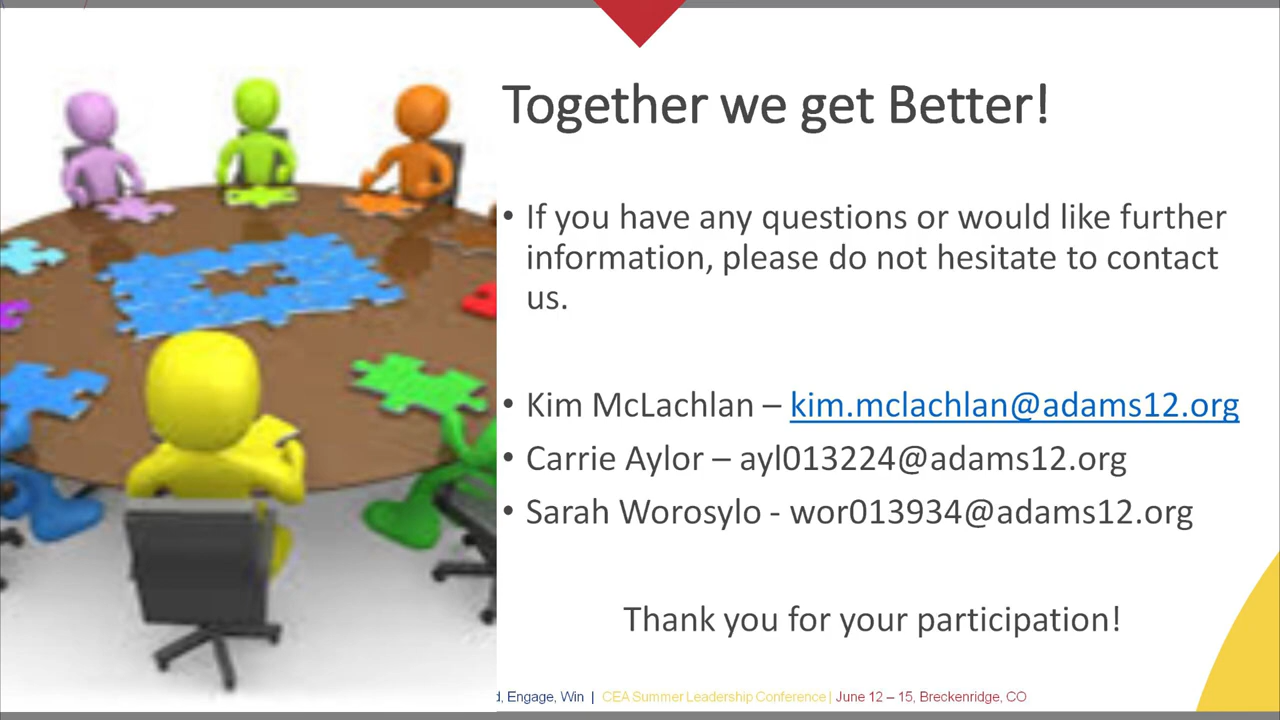 Together we get Better!
• If you have any questions or would like further
information, please do not hesitate to contact
us.
• Kim McLachlan – kim.mclachlan@adams12.org
• Carrie Aylor – ayl013224@adams12.org
• Sarah Worosylo - wor013934@adams12.org
Thank you for your participation!
, Engage, Win | CEA Summer Leadership Conference | June 12 – 15, Breckenridge, CO